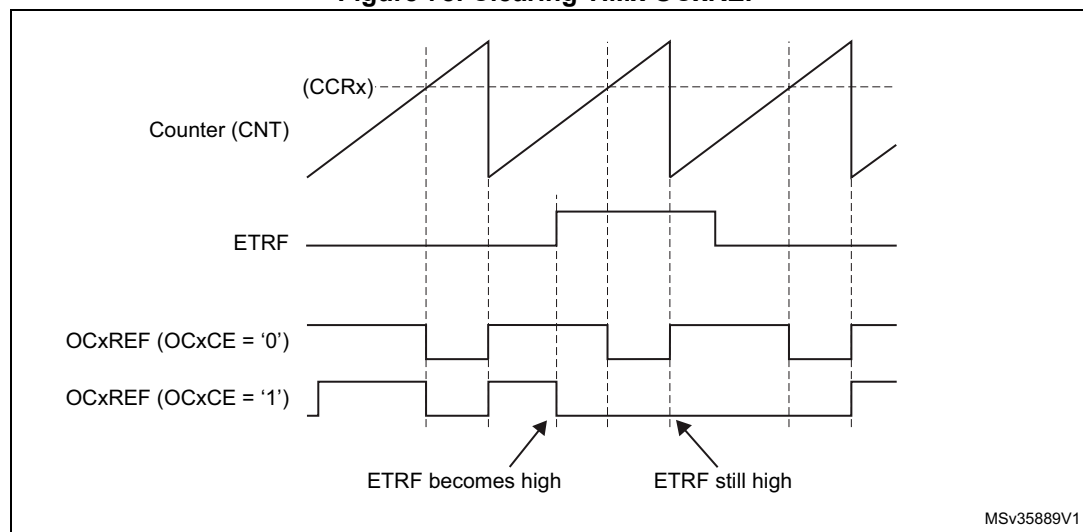 (CCRx)
Counter (CNT)
ETRF
OCxREF (OCxCE = ‘0’)
OCxREF (OCxCE = ‘1’)
ETRF becomes high
ETRF still high
MSv35889V1